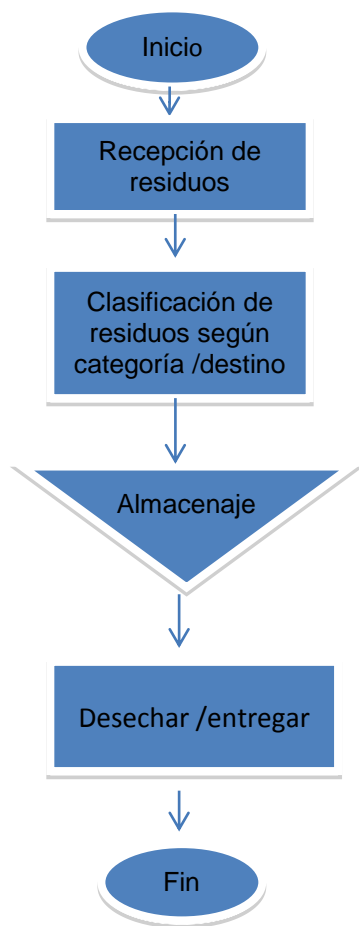 Inicio
Recepción de
residuos
Clasificación de
residuos según
categoría /destino
Almacenaje
Desechar /entregar
Fin